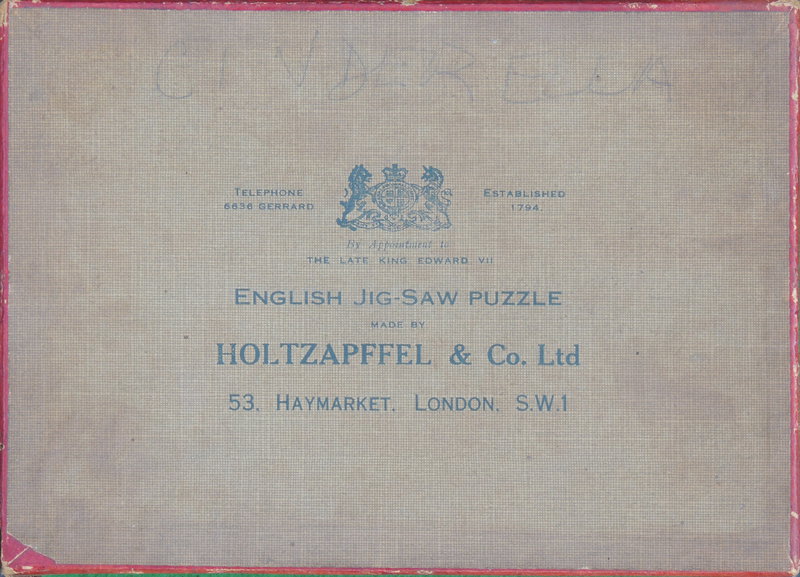 CINDERELLA
TELEPHONE
6636 GERRARD
ESTABLISHED
1794.
By Appointment to
THE LATE KING EDWARD VII
ENGLISH JIG-SAW PUZZLE
MADE BY
HOLTZAPFFEL & Co. Ltd
53, HAYMARKET, LONDON, S.W.1